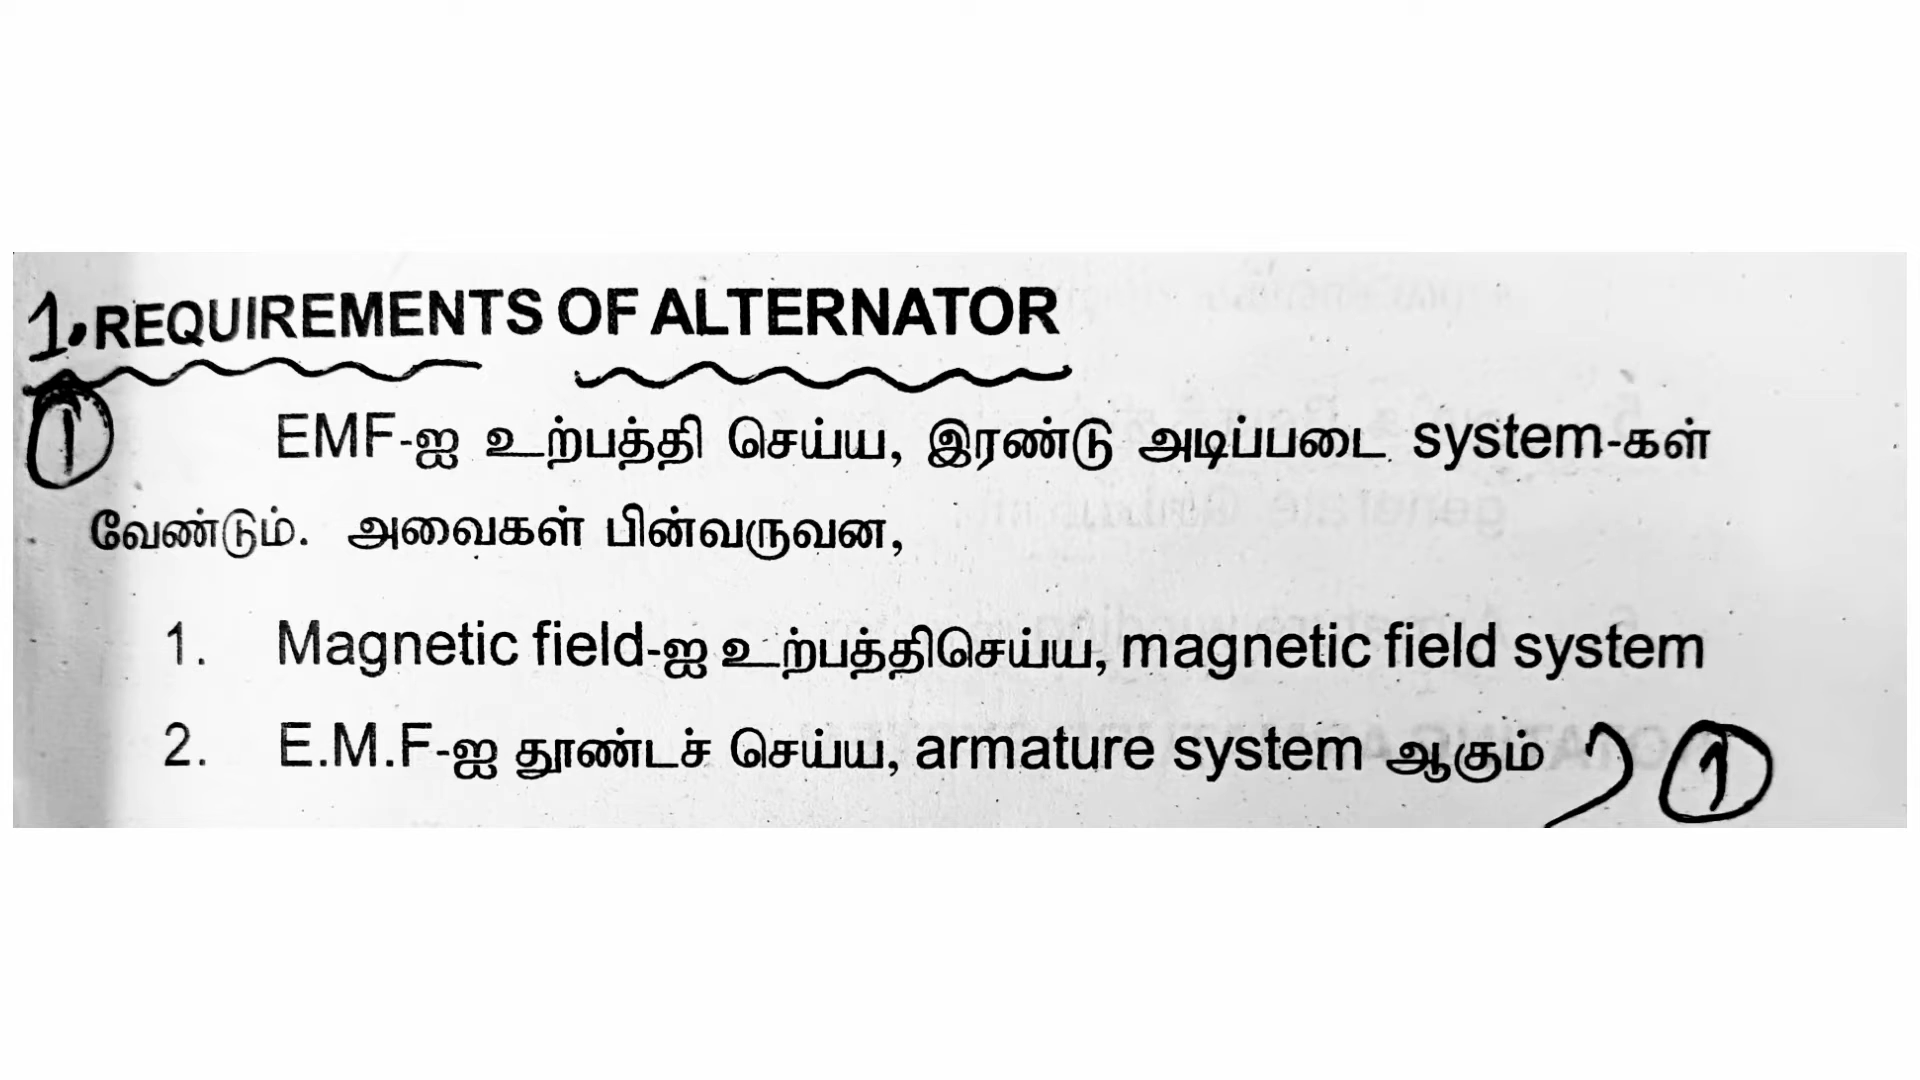 1. REQUIREMENTS OF ALTERNATOR
① EMF-ஐ உற்பத்தி செய்ய, இரண்டு அடிப்படை system-கள்
வேண்டும். அவைகள் பின்வருவன,
1. Magnetic field-ஐ உற்பத்திசெய்ய, magnetic field system
2. E.M.F-ஐ தூண்டச் செய்ய, armature system ஆகும் ①